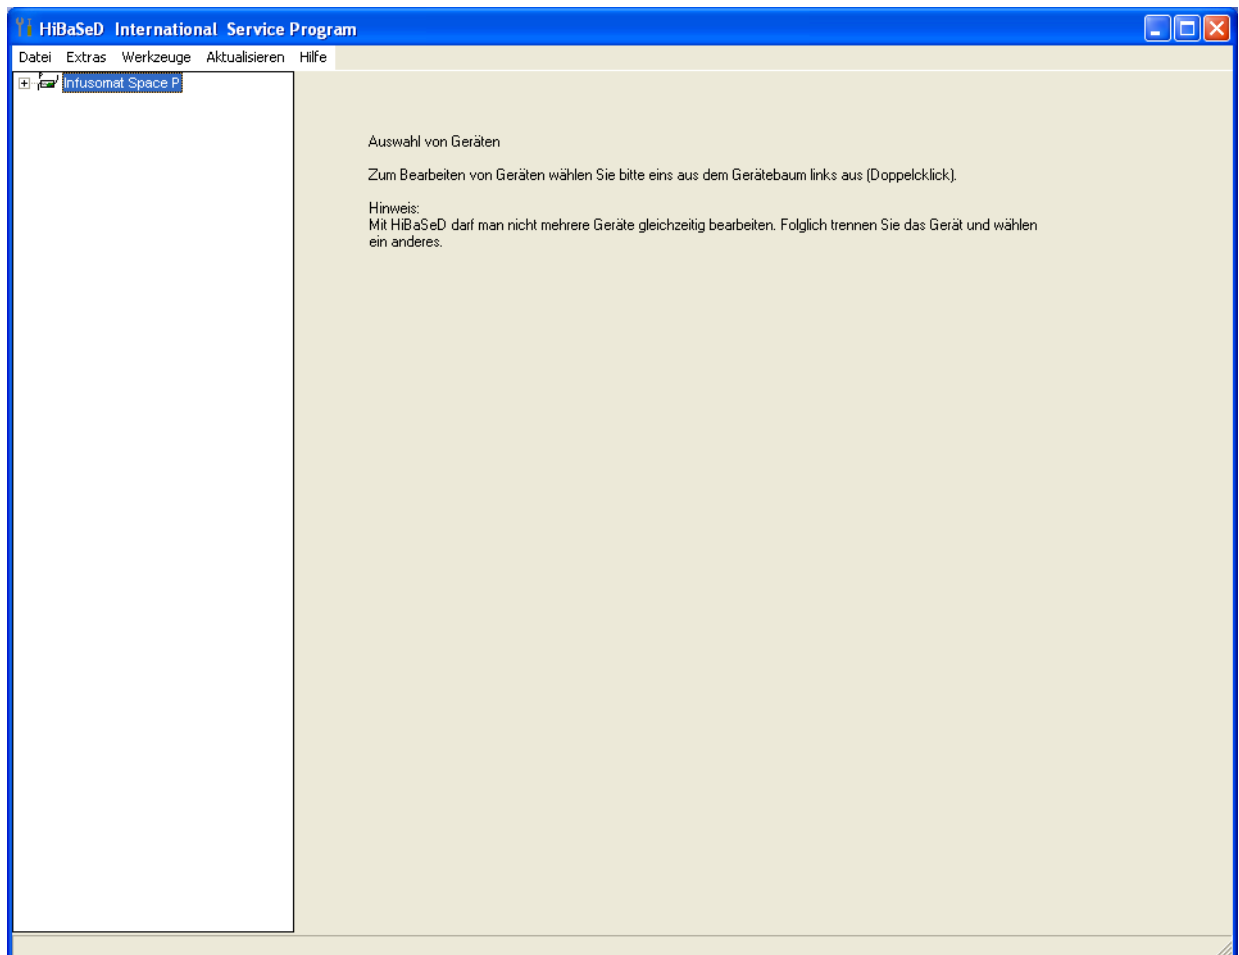 HiBaSeD International Service Program
Datei Extras Werkzeuge Aktualisieren Hilfe
Infusomat Space P
Auswahl von Geräten
Zum Bearbeiten von Geräten wählen Sie bitte eins aus dem Gerätebaum links aus (Doppelcklick).
Hinweis:
Mit HiBaSeD darf man nicht mehrere Geräte gleichzeitig bearbeiten. Folglich trennen Sie das Gerät und wählen
ein anderes.